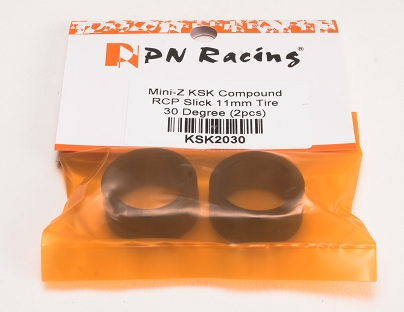 PN Racing®
Mini-Z KSK Compound
RCP Slick 11mm Tire
30 Degree (2pcs)
KSK2030